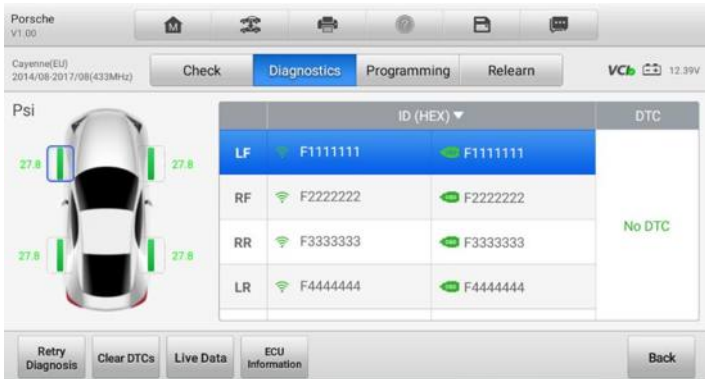 Porsche
V1.00
Cayenne(EU)
2014/08-2017/08(433MHz)
Check
Diagnostics
Programming
Relearn
VCI
12.39V
Psi
27.8
27.8
27.8
27.8
ID (HEX) ▼
DTC
LF F1111111 F1111111
RF F2222222 F2222222
RR F3333333 F3333333
LR F4444444 F4444444
No DTC
Retry
Diagnosis
Clear DTCs
Live Data
ECU
Information
Back